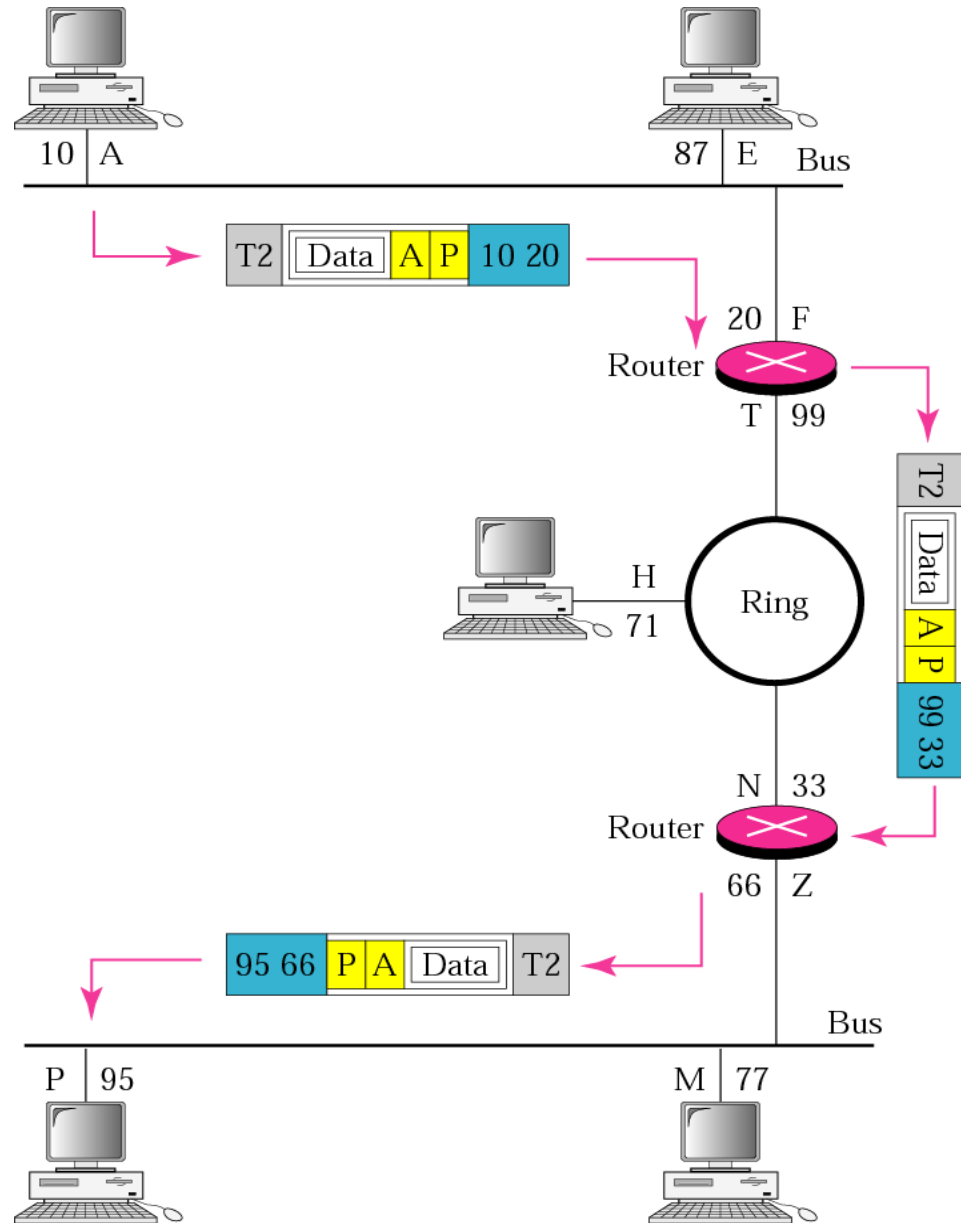 10 A
87 E
Bus
T2 Data A P 10 20
20 F
Router
T 99
T2 Data A P 99 33
H
71
Ring
N 33
Router
66 Z
95 66 P A Data T2
Bus
P 95
M 77